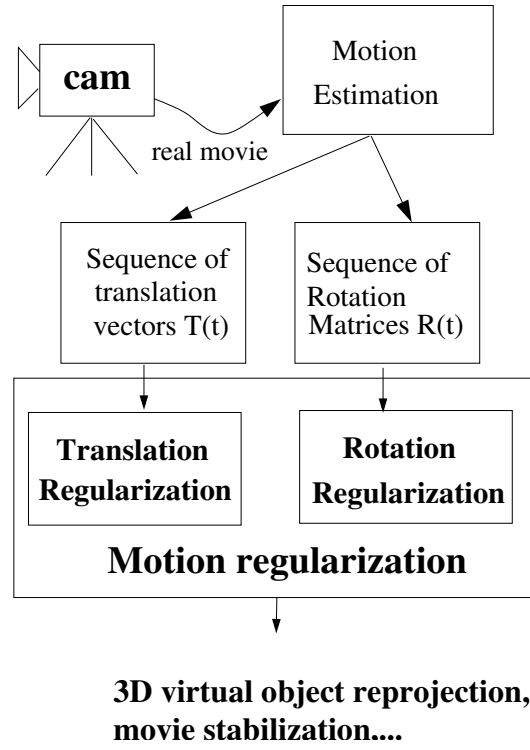 cam
Motion
Estimation
real movie
Sequence of
translation
vectors T(t)
Sequence of
Rotation
Matrices R(t)
Translation
Regularization
Rotation
Regularization
Motion regularization
3D virtual object reprojection,
movie stabilization,...